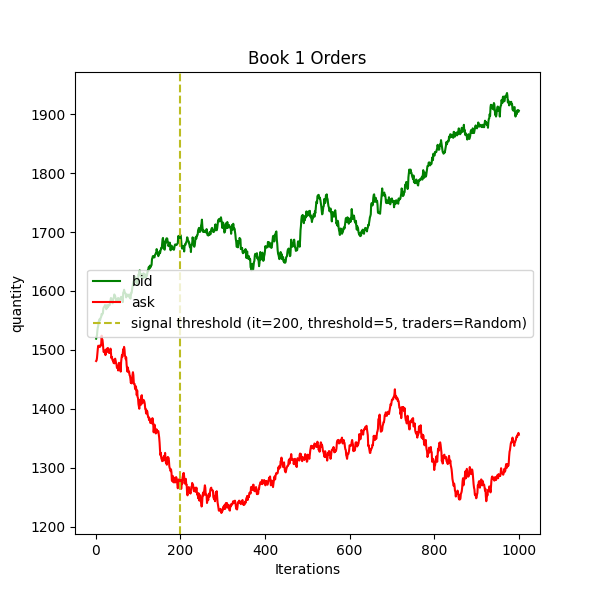 Book 1 Orders
1900
1800
1700
1600
1500
1400
1300
1200
quantity
bid
ask
signal threshold (it=200, threshold=5, traders=Random)
0 200 400 600 800 1000
Iterations